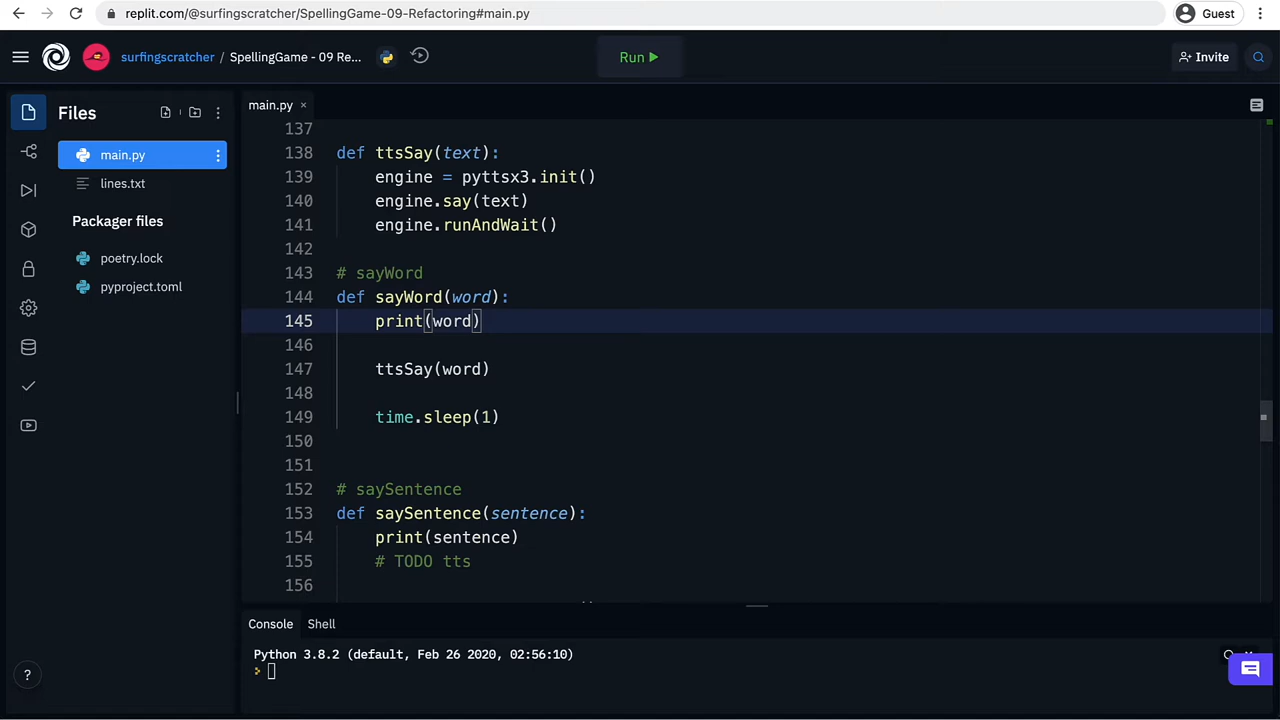 replit.com/@surfingscratcher/SpellingGame-09-Refactoring#main.py
Guest
surfingscratcher / SpellingGame - 09 Re...
Run
Invite
Files
main.py
lines.txt
Packager files
poetry.lock
pyproject.toml
main.py ×
137
138 def ttsSay(text):
139 engine = pyttsx3.init()
140 engine.say(text)
141 engine.runAndWait()
142
143 # sayWord
144 def sayWord(word):
145 print(word)
146
147 ttsSay(word)
148
149 time.sleep(1)
150
151
152 # saySentence
153 def saySentence(sentence):
154 print(sentence)
155 # TODO tts
156
Console Shell
Python 3.8.2 (default, Feb 26 2020, 02:56:10)
>
?